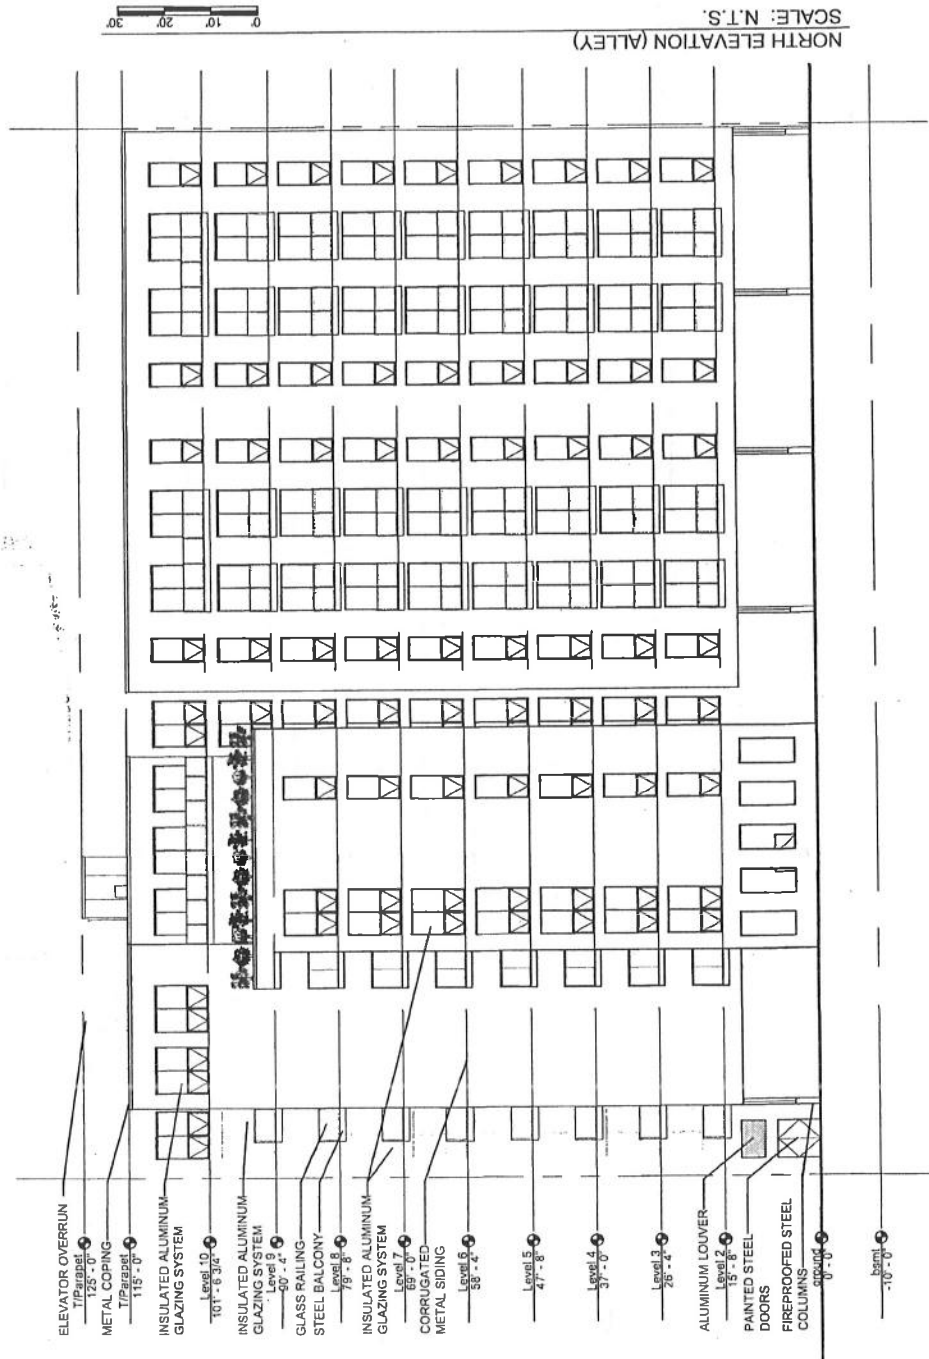 ELEVATOR OVERRUN
T/Parapet
125' - 0"
METAL COPING
T/Parapet
115' - 0"
INSULATED ALUMINUM
GLAZING SYSTEM
Level 10
101' - 6 3/4"
INSULATED ALUMINUM
GLAZING SYSTEM
Level 9
90' - 4"
GLASS RAILING
STEEL BALCONY
Level 8
79' - 8"
INSULATED ALUMINUM
GLAZING SYSTEM
Level 7
69' - 0"
CORRUGATED
METAL SIDING
Level 6
58' - 4"
Level 5
47' - 8"
Level 4
37' - 0"
Level 3
26' - 4"
ALUMINUM LOUVER
Level 2
15' - 8"
PAINTED STEEL
DOORS
FIREPROOFED STEEL
COLUMNS
ground
0' - 0"
bsmt
-10' - 0"
NORTH ELEVATION (ALLEY)
SCALE: N.T.S.
0' 10' 20' 30'